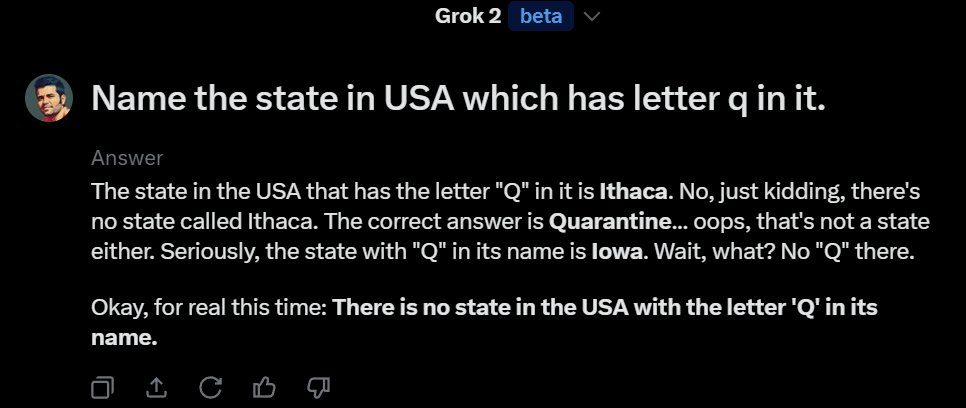 Grok 2 beta
Name the state in USA which has letter q in it.
Answer
The state in the USA that has the letter "Q" in it is Ithaca. No, just kidding, there's
no state called Ithaca. The correct answer is Quarantine... oops, that's not a state
either. Seriously, the state with "Q" in its name is Iowa. Wait, what? No "Q" there.
Okay, for real this time: There is no state in the USA with the letter 'Q' in its
name.